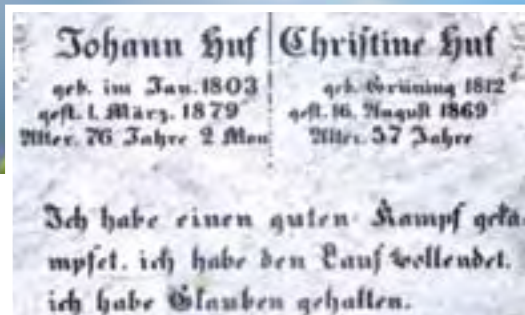 Johann Huf
geb. im Jan. 1803
gest. 1. März. 1879
Alter. 76 Jahre 2 Mon
Christine Huf
geb. Grüning 1812
gest. 16. August 1869
Alter. 57 Jahre
Ich habe einen guten Kampf gekä-
mpfet. ich habe den Lauf vollendet.
ich habe Glauben gehalten.